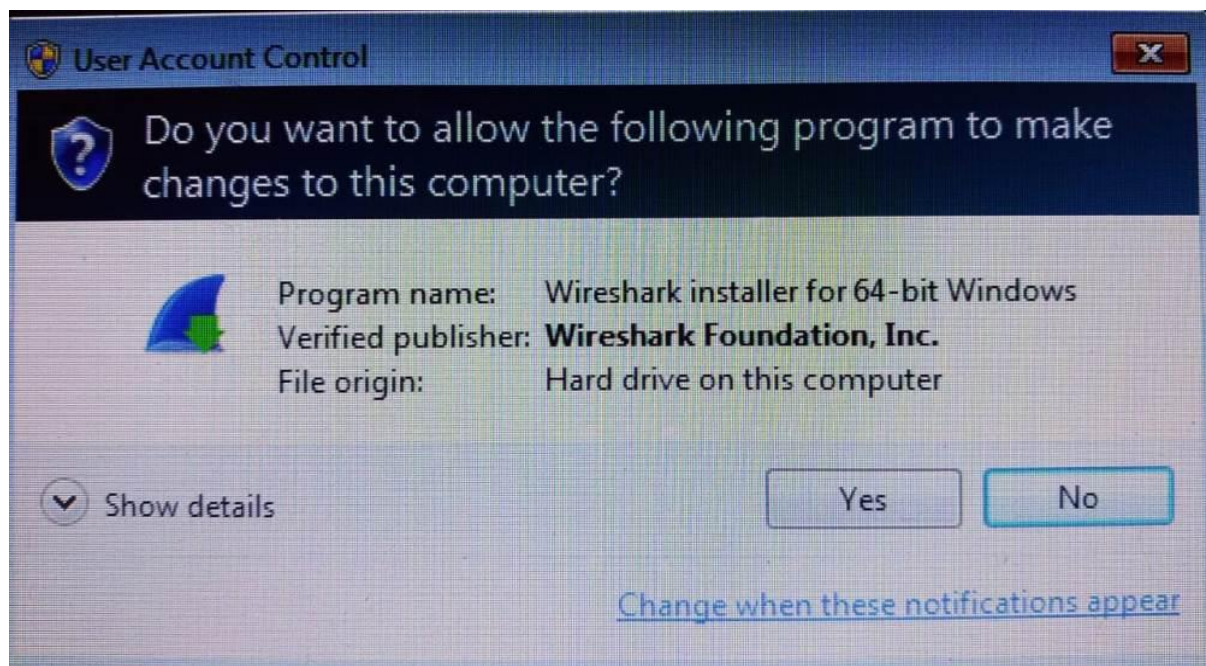 User Account Control
Do you want to allow the following program to make
changes to this computer?
Program name: Wireshark installer for 64-bit Windows
Verified publisher: Wireshark Foundation, Inc.
File origin: Hard drive on this computer
Show details
Yes
No
Change when these notifications appear